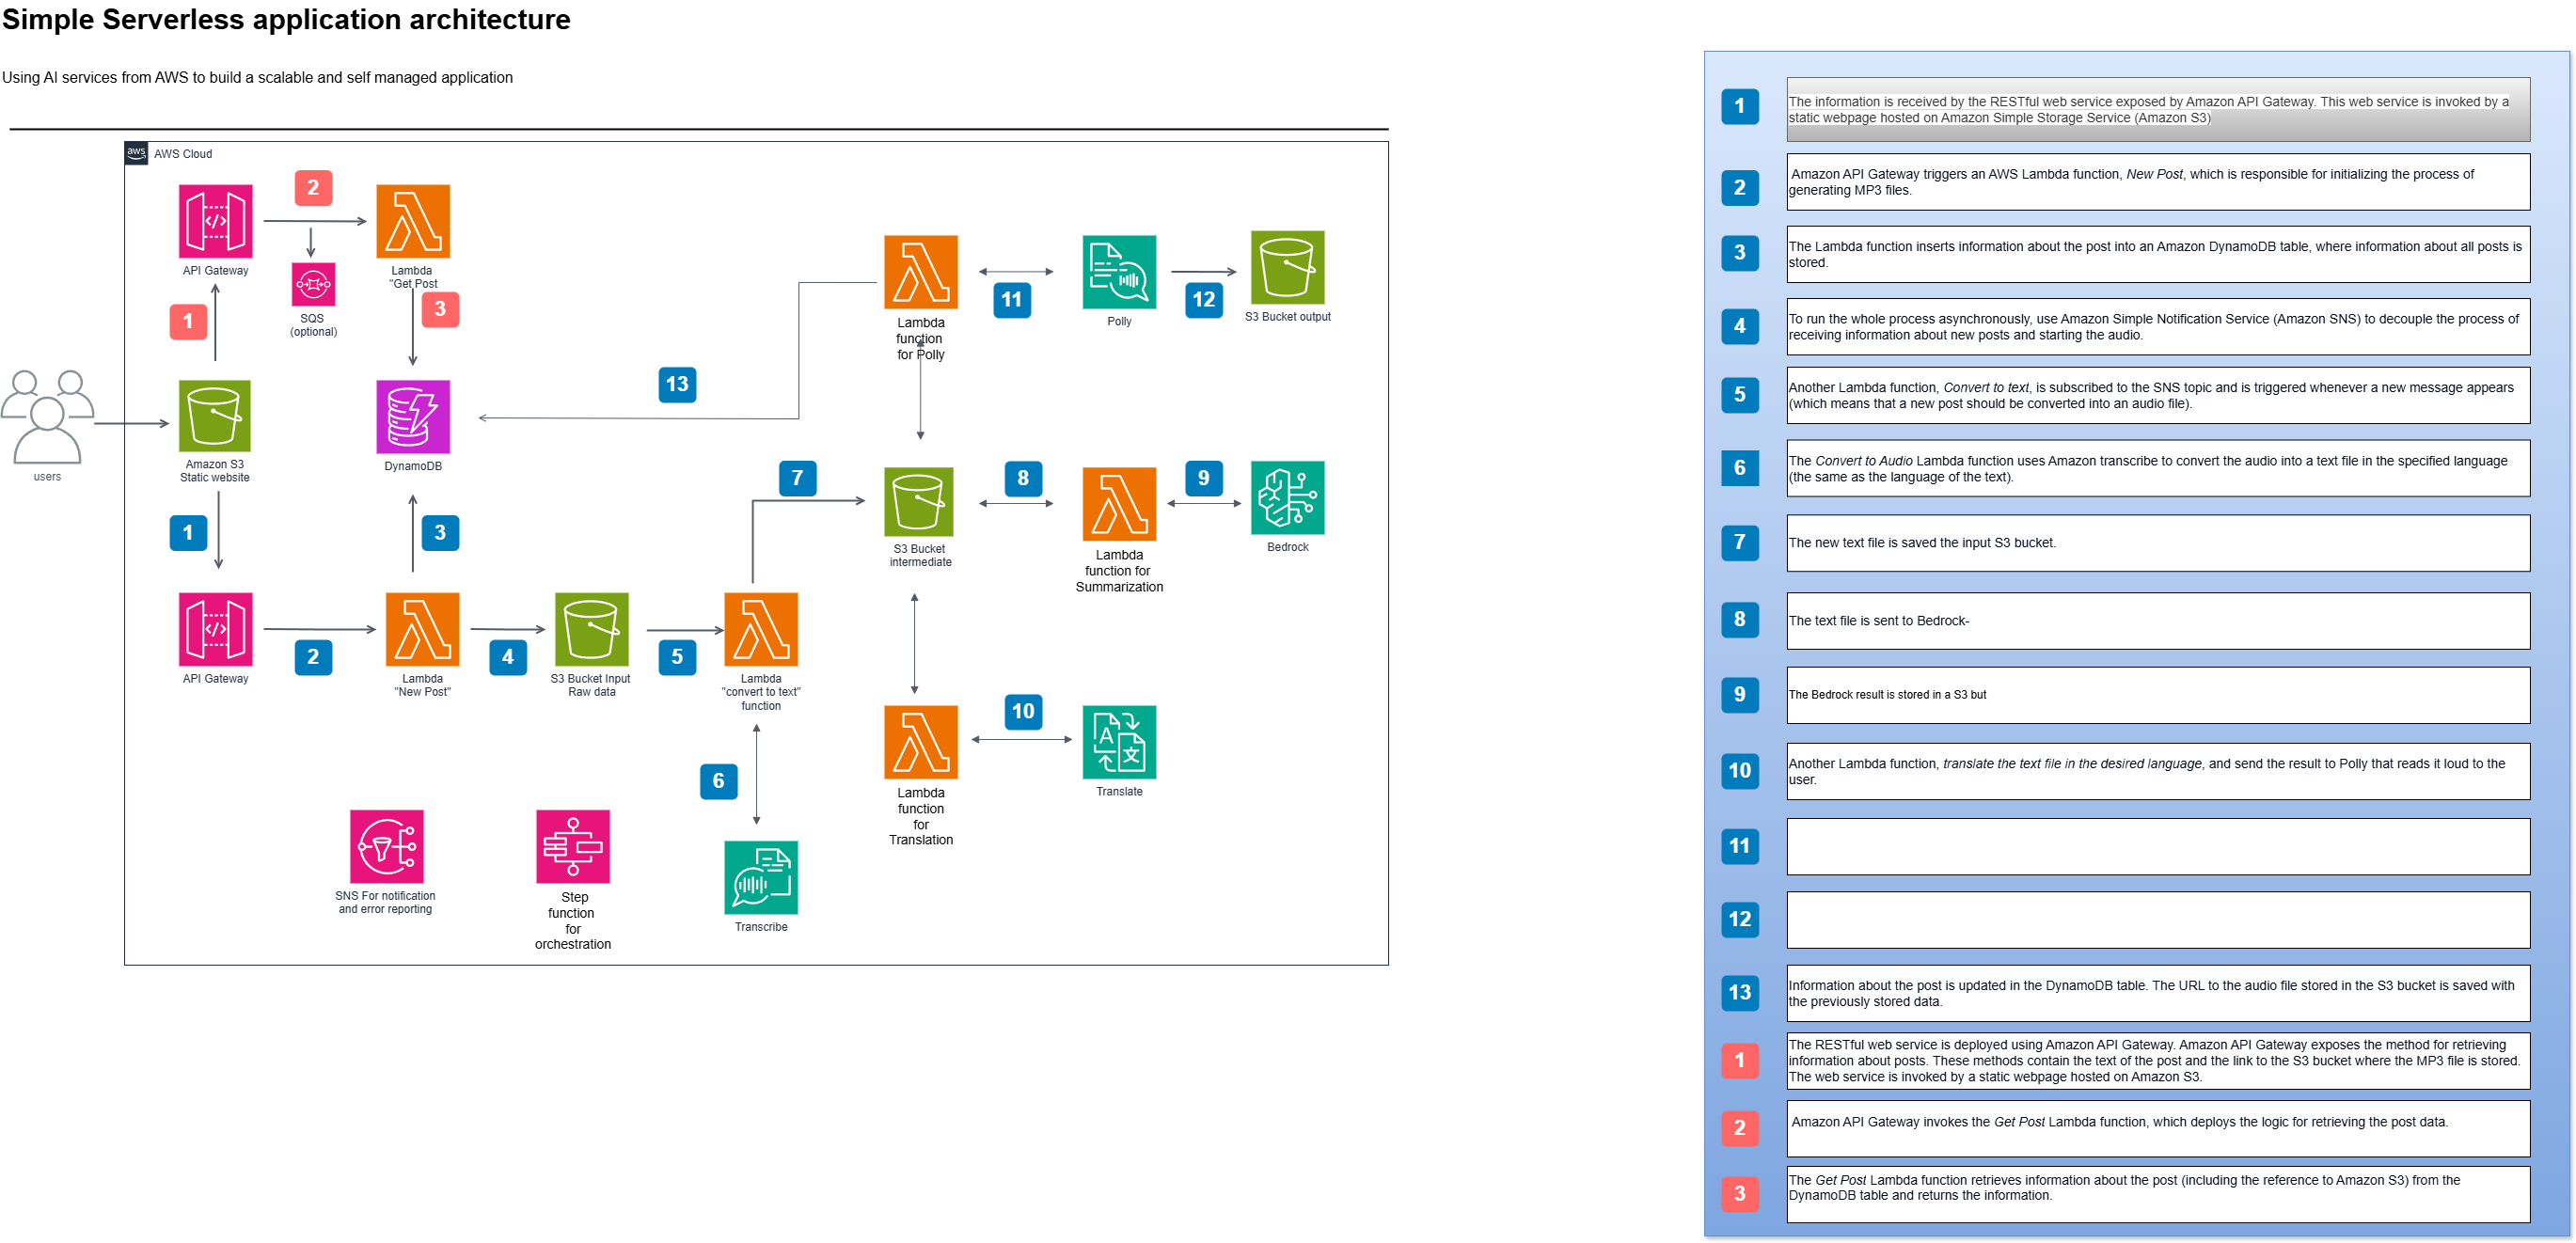 Simple Serverless application architecture
Using AI services from AWS to build a scalable and self managed application
aws
AWS Cloud
2
API Gateway
Lambda
"Get Post
SQS
(optional)
1
3
users
Amazon S3
Static website
DynamoDB
13
Lambda
function
for Polly
11
Polly
12
S3 Bucket output
1
3
7
S3 Bucket
intermediate
8
Lambda
function for
Summarization
9
Bedrock
API Gateway
2
Lambda
"New Post"
4
S3 Bucket Input
Raw data
5
Lambda
"convert to text"
function
6
Transcribe
Lambda
function
for
Translation
10
A
文
Translate
SNS For notification
and error reporting
Step
function
for
orchestration
1
The information is received by the RESTful web service exposed by Amazon API Gateway. This web service is invoked by a
static webpage hosted on Amazon Simple Storage Service (Amazon S3)
2
Amazon API Gateway triggers an AWS Lambda function, New Post, which is responsible for initializing the process of
generating MP3 files.
3
The Lambda function inserts information about the post into an Amazon DynamoDB table, where information about all posts is
stored.
4
To run the whole process asynchronously, use Amazon Simple Notification Service (Amazon SNS) to decouple the process of
receiving information about new posts and starting the audio.
5
Another Lambda function, Convert to text, is subscribed to the SNS topic and is triggered whenever a new message appears
(which means that a new post should be converted into an audio file).
6
The Convert to Audio Lambda function uses Amazon transcribe to convert the audio into a text file in the specified language
(the same as the language of the text).
7
The new text file is saved the input S3 bucket.
8
The text file is sent to Bedrock-
9
The Bedrock result is stored in a S3 but
10
Another Lambda function, translate the text file in the desired language, and send the result to Polly that reads it loud to the
user.
11
12
13
Information about the post is updated in the DynamoDB table. The URL to the audio file stored in the S3 bucket is saved with
the previously stored data.
1
The RESTful web service is deployed using Amazon API Gateway. Amazon API Gateway exposes the method for retrieving
information about posts. These methods contain the text of the post and the link to the S3 bucket where the MP3 file is stored.
The web service is invoked by a static webpage hosted on Amazon S3.
2
Amazon API Gateway invokes the Get Post Lambda function, which deploys the logic for retrieving the post data.
3
The Get Post Lambda function retrieves information about the post (including the reference to Amazon S3) from the
DynamoDB table and returns the information.